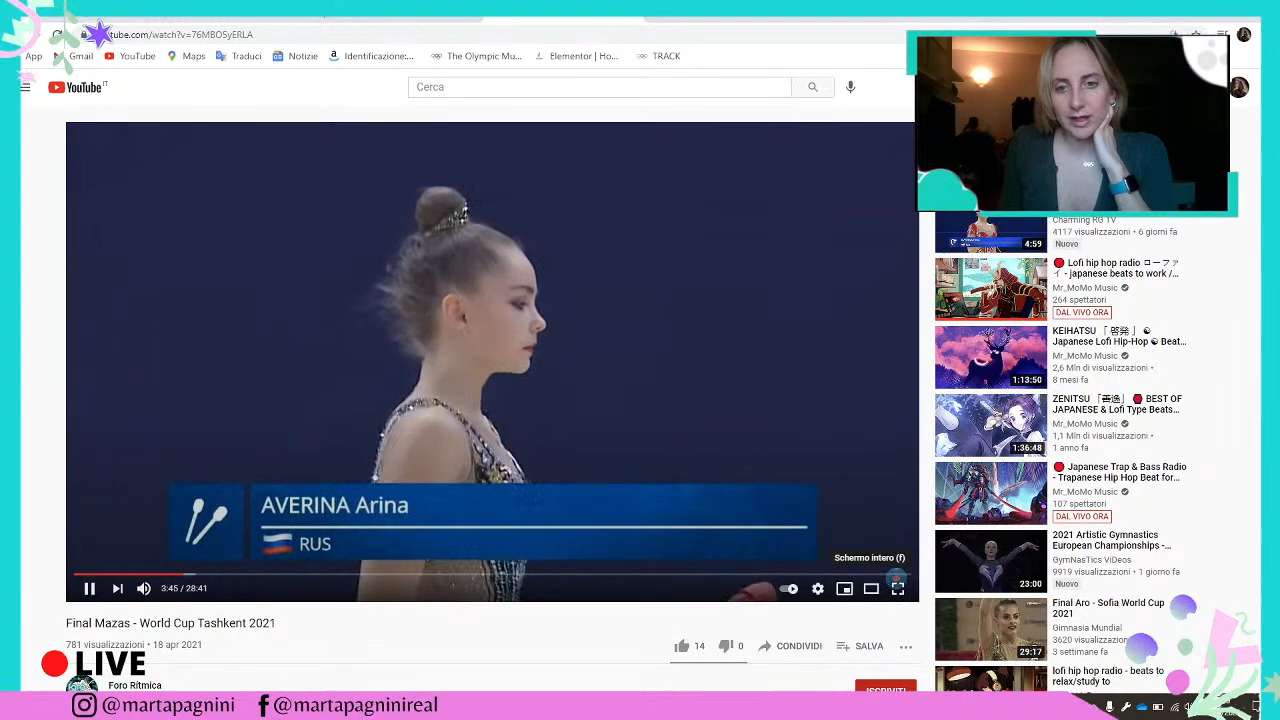 tube.com/watch?v=76MBO5yERLA
App
Gmail
YouTube
Maps
Traduci
Notizie
Identificazione:...
The Olympic Mu...
Elementor | Ho...
TRACK
YouTube IT
Cerca
AVERINA Arina
RUS
Schermo intero (f)
3:45 / 28:41
Final Mazas - World Cup Tashkent 2021
781 visualizzazioni • 18 apr 2021
14
0
CONDIVIDI
SALVA
Foro Rítmica
ISCRIVITI
LIVE
@martapagnini
@martapagninireal
Charming RG TV
4117 visualizzazioni • 6 giorni fa
Nuovo
4:59
Lofi hip hop radio ローファ
イ - japanese beats to work /...
Mr_MoMo Music
264 spettatori
DAL VIVO ORA
KEIHATSU 「啓発」 ☯
Japanese Lofi Hip-Hop ☯ Beat...
Mr_MoMo Music
2,6 Mln di visualizzazioni •
8 mesi fa
1:13:50
ZENITSU 「善逸」 BEST OF
JAPANESE & Lofi Type Beats...
Mr_MoMo Music
1,1 Mln di visualizzazioni •
1 anno fa
1:36:48
Japanese Trap & Bass Radio
- Trapanese Hip Hop Beat for...
Mr_MoMo Music
107 spettatori
DAL VIVO ORA
2021 Artistic Gymnastics
European Championships -...
GymNasTics ViDeos
9919 visualizzazioni • 1 giorno fa
Nuovo
23:00
Final Aro - Sofia World Cup
2021
Gimnasia Mundial
3620 visualizzazioni
3 settimane fa
29:17
lofi hip hop radio - beats to
relax/study to